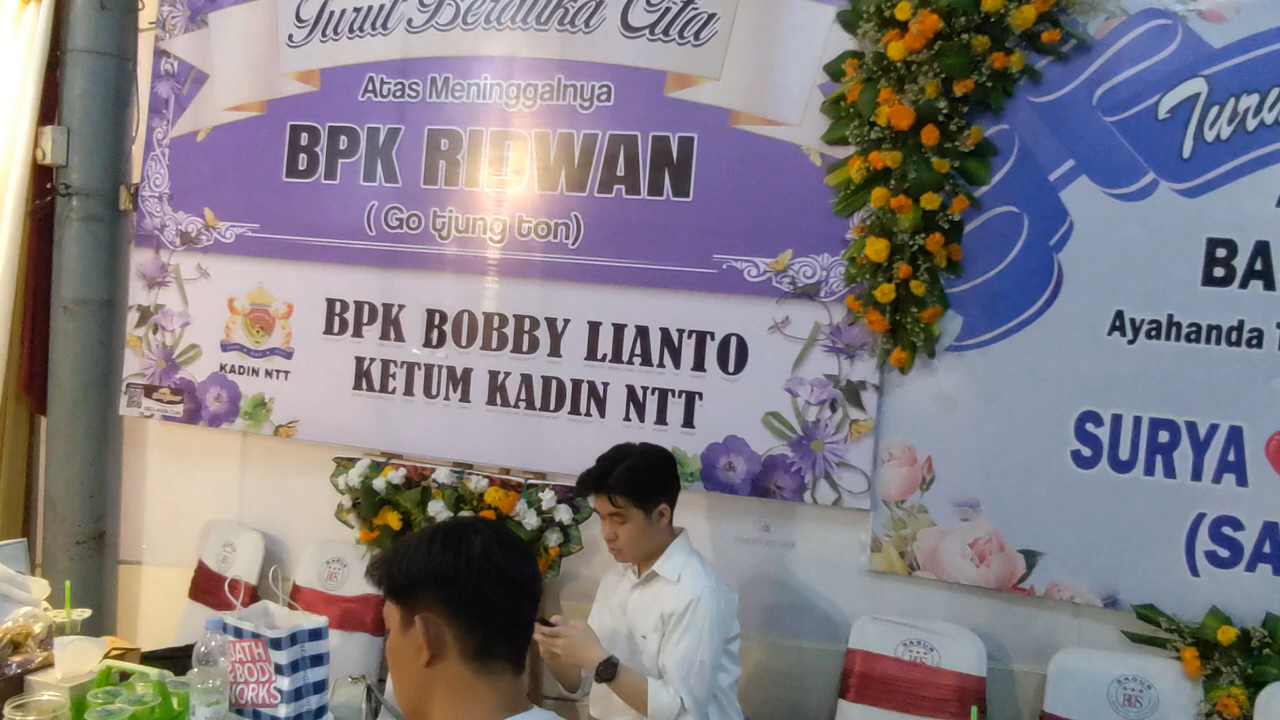 Turut Berduka Cita
Atas Meninggalnya
BPK RIDWAN
( Go tjung ton)
BPK BOBBY LIANTO
KETUM KADIN NTT
KADIN NTT
Turu
BA
Ayahanda
SURYA
(SA
BATH
&BODY
WORKS